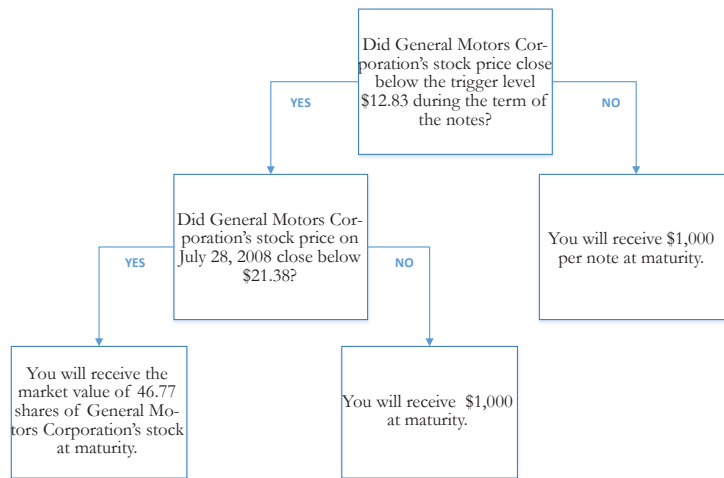 Did General Motors Cor-
poration's stock price close
below the trigger level
$12.83 during the term of
the notes?
YES
NO
Did General Motors Cor-
poration's stock price on
July 28, 2008 close below
$21.38?
You will receive $1,000
per note at maturity.
YES
NO
You will receive the
market value of 46.77
shares of General Mo-
tors Corporation's stock
at maturity.
You will receive $1,000
at maturity.